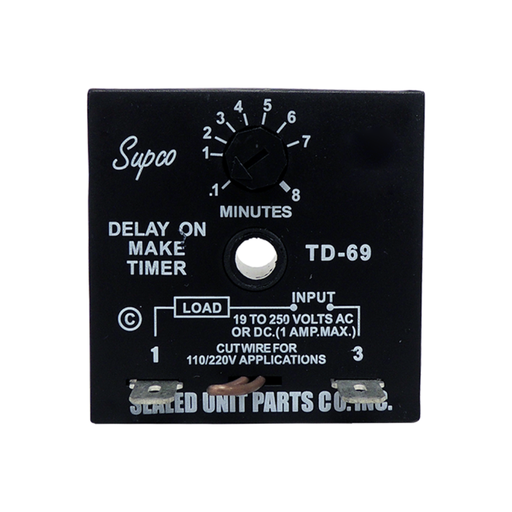 4 5
3 6
2 7
1
.1 8
Supco
MINUTES
DELAY ON
MAKE
TIMER
TD-69
LOAD
INPUT
19 TO 250 VOLTS AC
OR DC.(1 AMP.MAX.)
©
1 3
CUT WIRE FOR
110/220V APPLICATIONS
SEALED UNIT PARTS CO. INC.